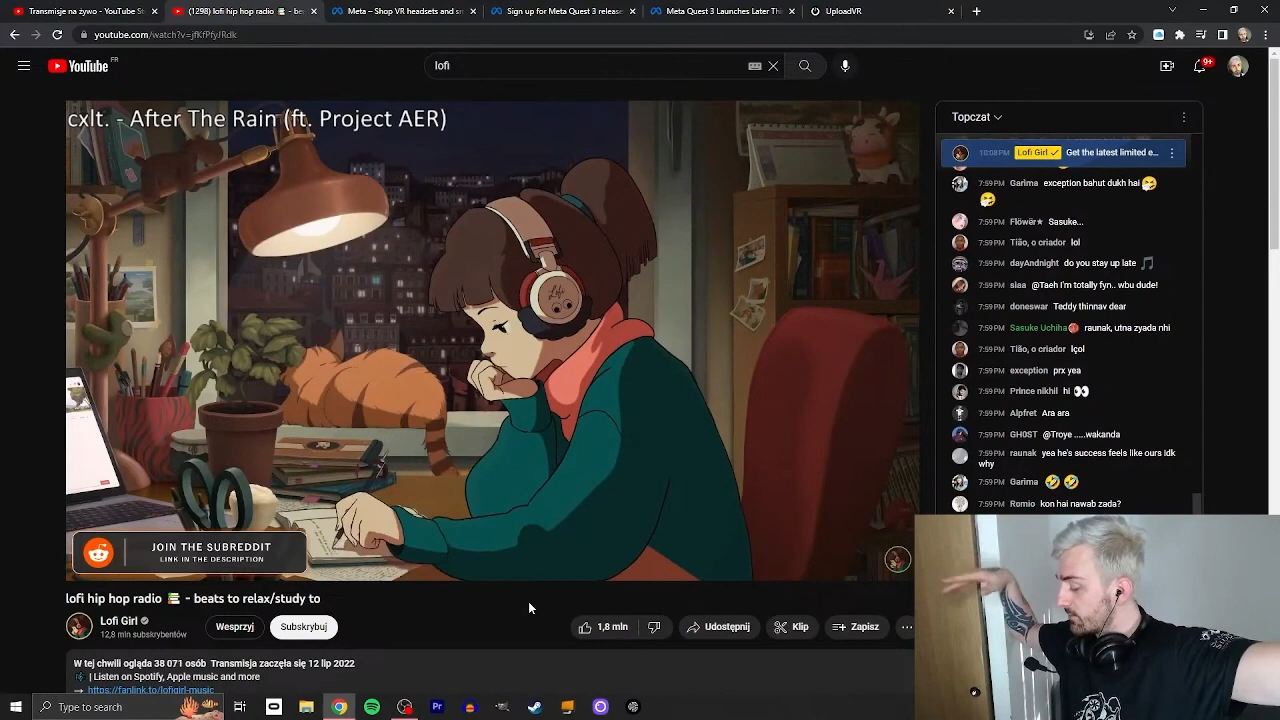 Transmisje na żywo - YouTube St
(1298) lofi hip hop radio 📚 - be
Meta – Shop VR headsets and sm
Sign up for Meta Quest 3 release
Meta Quest 3 Launches Later Thi
UploadVR
youtube.com/watch?v=jfKfPfyJRdk
YouTube FR
lofi
9+
cxlt. - After The Rain (ft. Project AER)
JOIN THE SUBREDDIT
LINK IN THE DESCRIPTION
Topczat
10:08PM Lofi Girl ✓ Get the latest limited e...
7:59PM Garima exception bahut dukh hai 🤧
🤧
7:59PM Flöwër★ Sasuke...
7:59PM Tião, o criador lol
7:59PM dayAndnight do you stay up late 🎵
7:59PM siaa @Taeh I'm totally fyn.. wbu dude!
7:59PM doneswar Teddy thinnav dear
7:59PM Sasuke Uchiha raunak, utna zyada nhi
7:59PM Tião, o criador lçol
7:59PM exception prx yea
7:59PM Prince nikhil hi 👀
7:59PM Alpfret Ara ara
7:59PM GH0ST @Troye .....wakanda
7:59PM raunak yea he's success feels like ours idk
why
7:59PM Garima 🤣 🤣
7:59PM Romio kon hai nawab zada?
lofi hip hop radio 📚 - beats to relax/study to
Lofi Girl
12,8 mln subskrybentów
Wesprzyj
Subskrybuj
1,8 mln
Udostępnij
Klip
Zapisz
W tej chwili ogląda 38 071 osób Transmisja zaczęła się 12 lip 2022
| Listen on Spotify, Apple music and more
→ https://fanlink.to/lofigirl-music
Type here to search